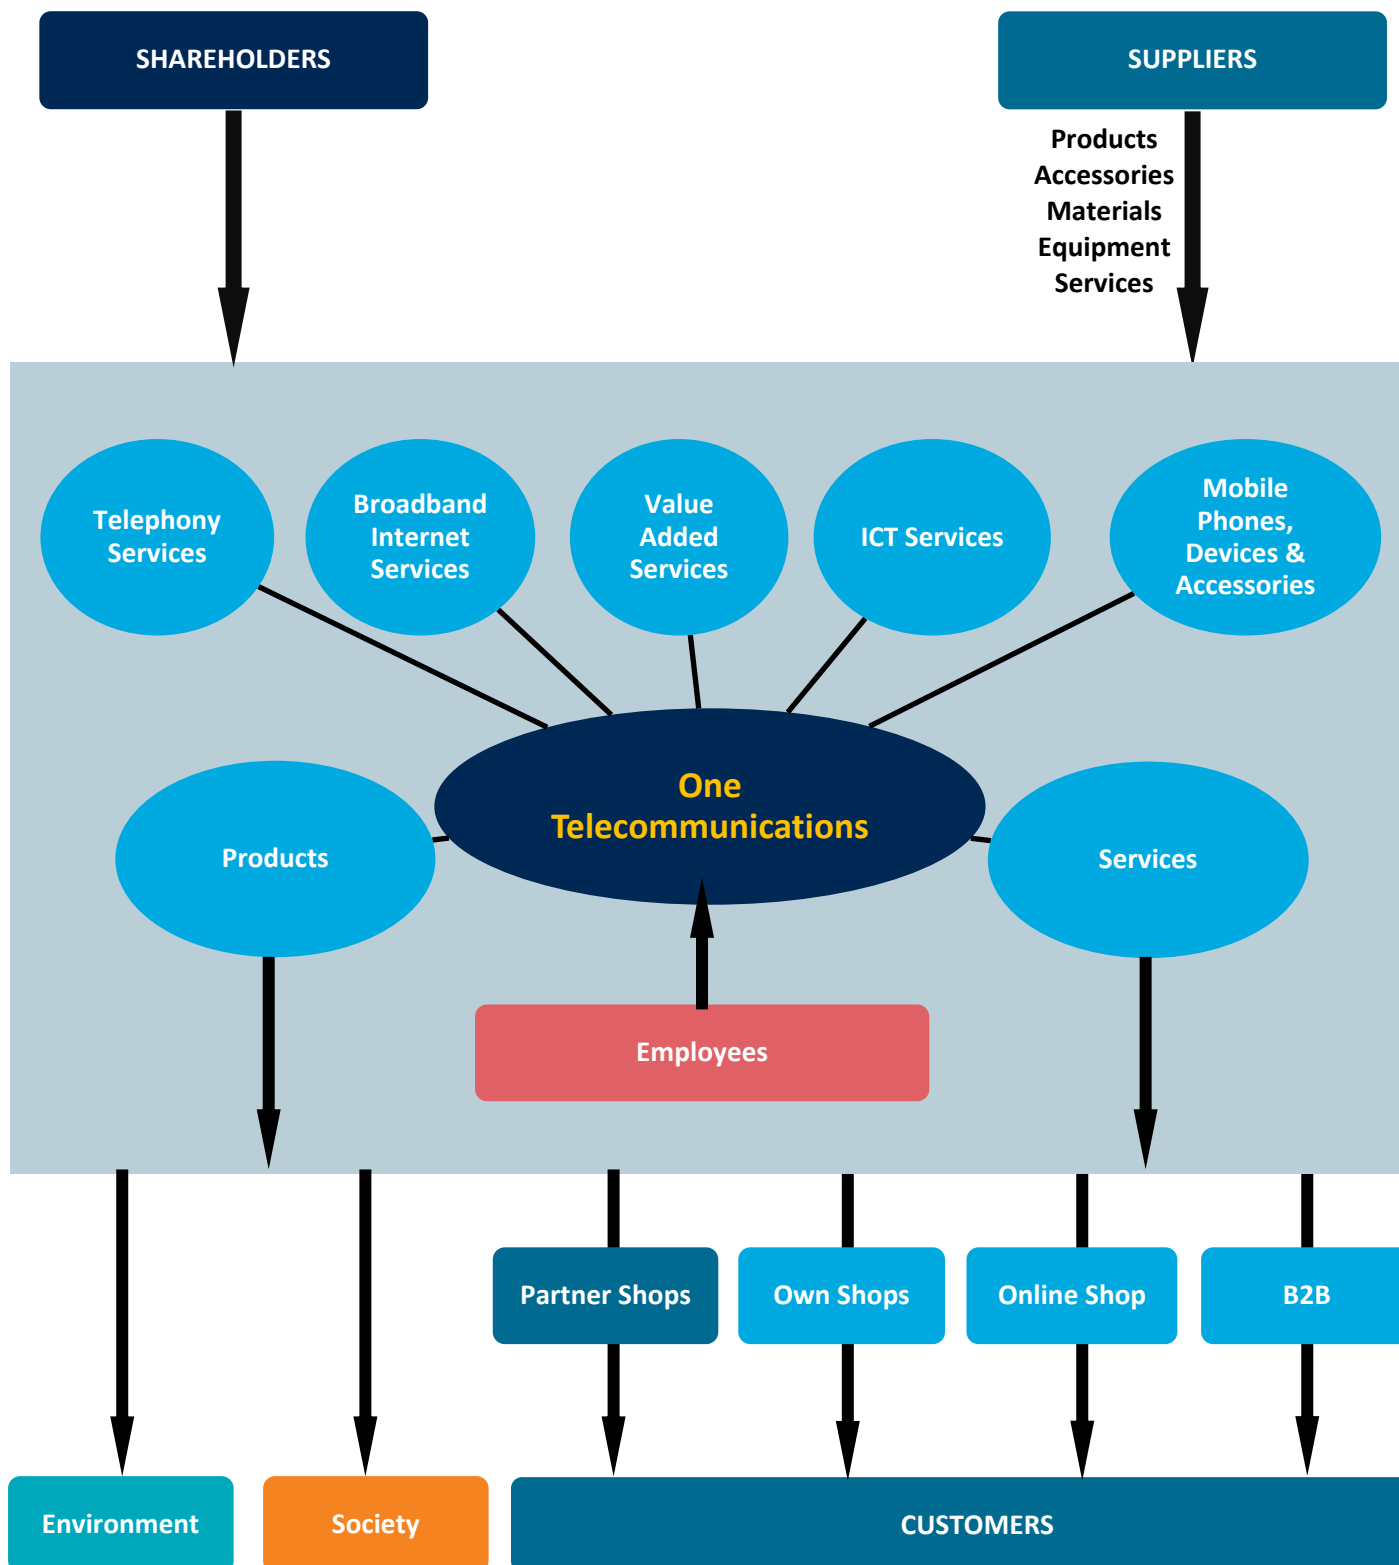 SHAREHOLDERS
SUPPLIERS
Products
Accessories
Materials
Equipment
Services
Telephony
Services
Broadband
Internet
Services
Value
Added
Services
ICT Services
Mobile
Phones,
Devices &
Accessories
One
Telecommunications
Products
Services
Employees
Partner Shops
Own Shops
Online Shop
B2B
Environment
Society
CUSTOMERS